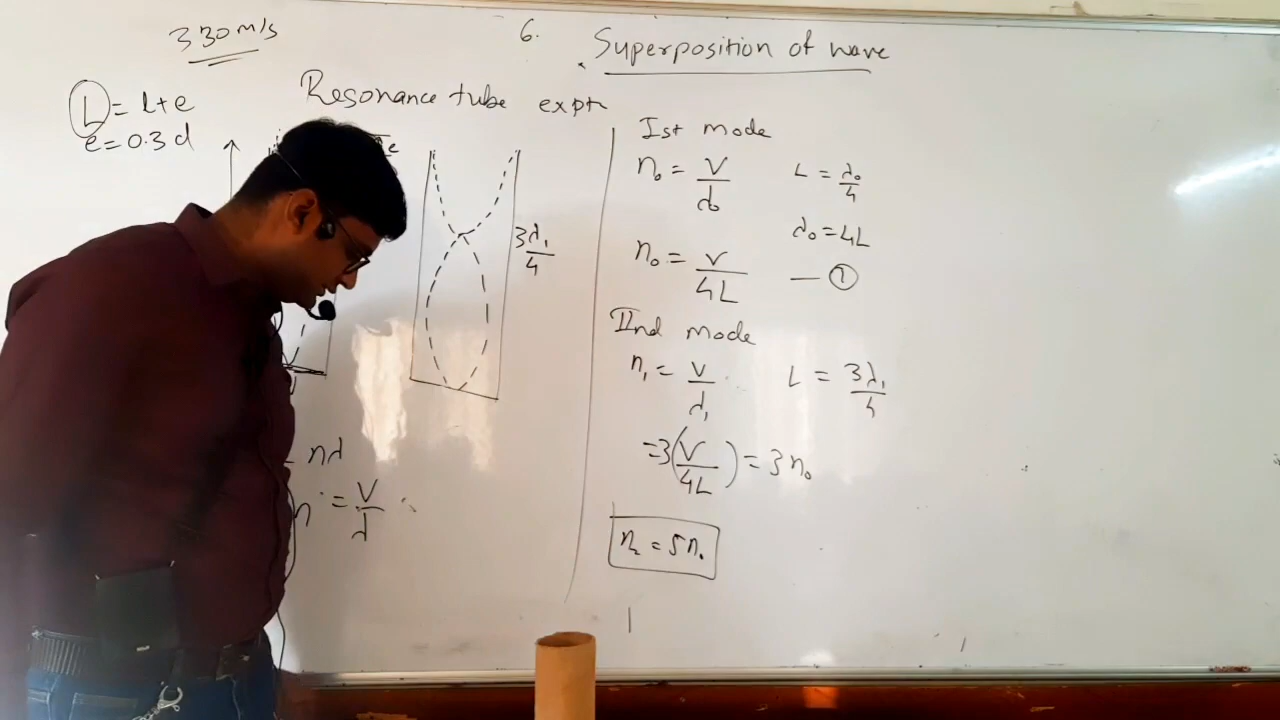 330 m/s
6. Superposition of wave
Resonance tube expt
L = l+e
e = 0.3 d
e
3λ₁/4
nλ
n = V/λ
Ist mode
n₀ = V/λ₀ L = λ₀/4
λ₀ = 4L
n₀ = V/4L — ①
IInd mode
n₁ = V/λ₁ L = 3λ₁/4
= 3(V/4L) = 3n₀
n₂ = 5n₀